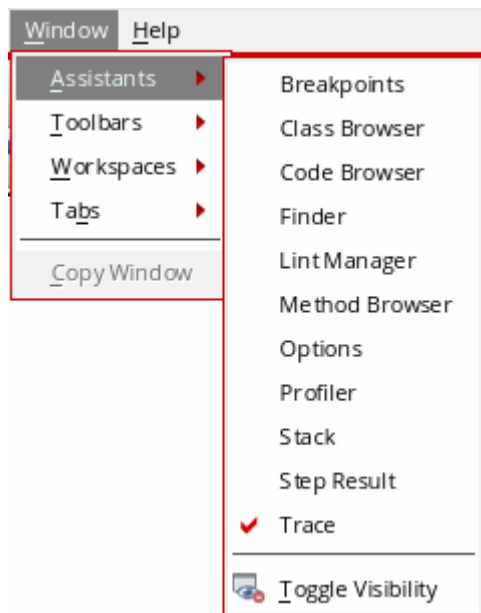 Window Help
Assistants
Toolbars
Workspaces
Tabs
Copy Window
Breakpoints
Class Browser
Code Browser
Finder
Lint Manager
Method Browser
Options
Profiler
Stack
Step Result
Trace
Toggle Visibility